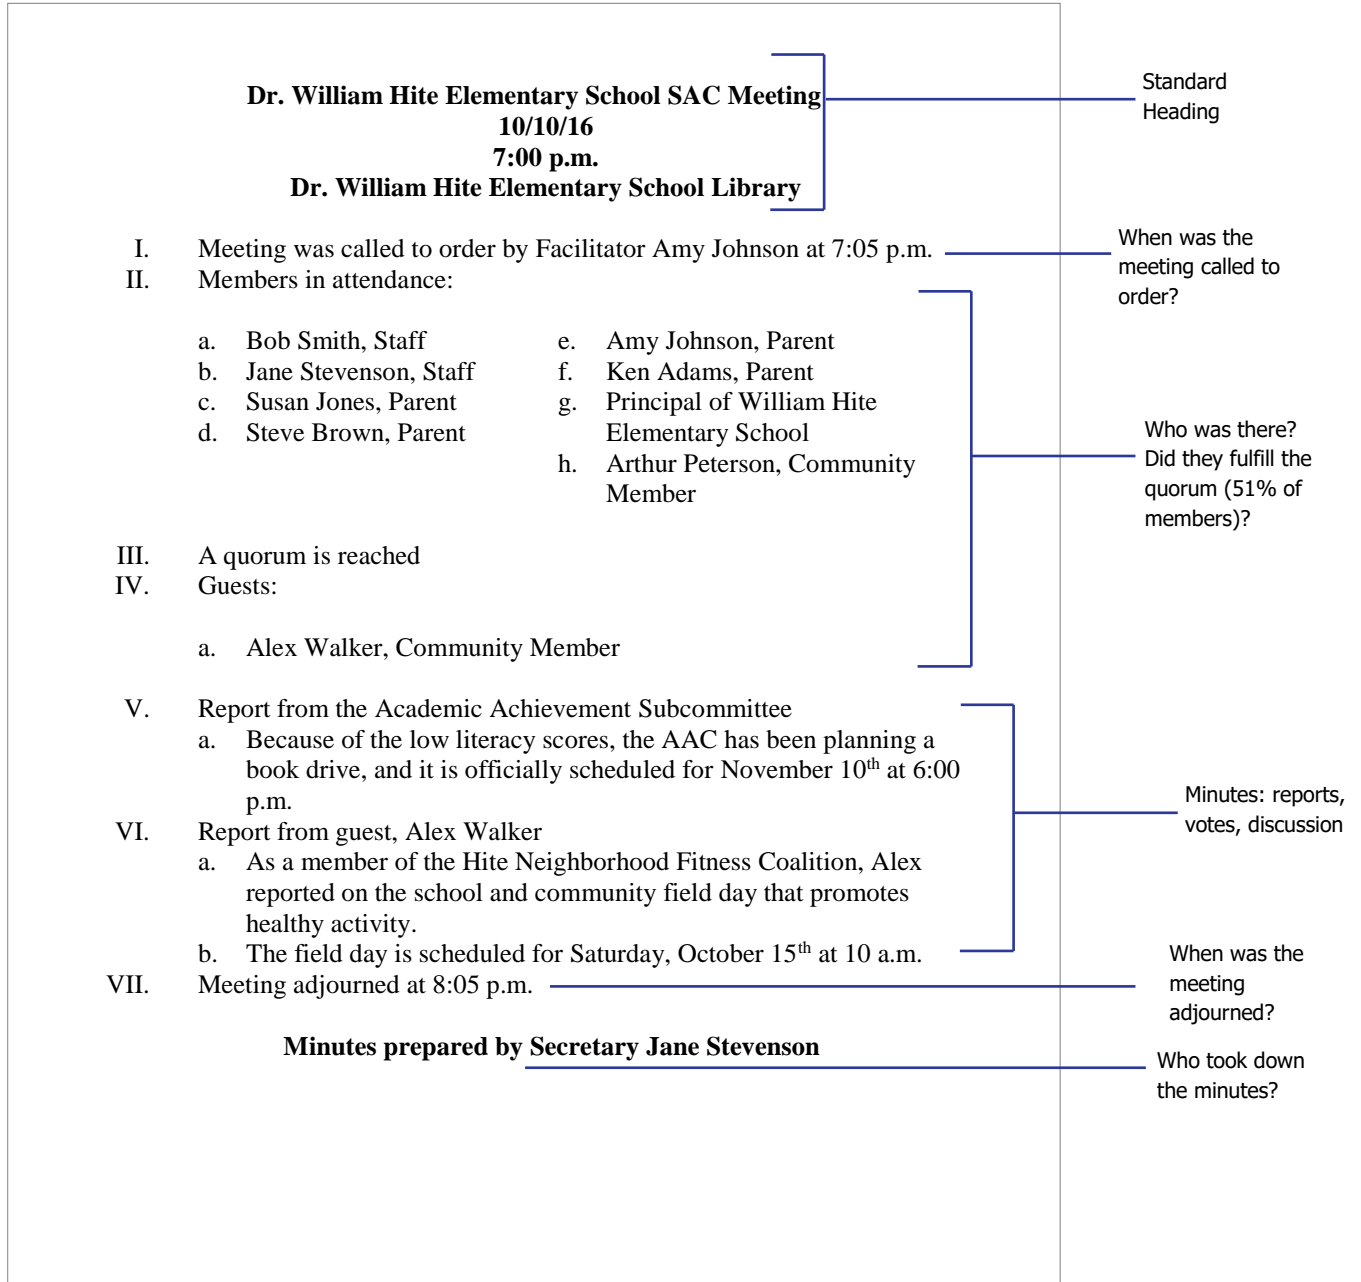 Dr. William Hite Elementary School SAC Meeting
10/10/16
7:00 p.m.
Dr. William Hite Elementary School Library
Standard
Heading
I. Meeting was called to order by Facilitator Amy Johnson at 7:05 p.m.
When was the
meeting called to
order?
II. Members in attendance:
a. Bob Smith, Staff
b. Jane Stevenson, Staff
c. Susan Jones, Parent
d. Steve Brown, Parent
e. Amy Johnson, Parent
f. Ken Adams, Parent
g. Principal of William Hite
Elementary School
h. Arthur Peterson, Community
Member
Who was there?
Did they fulfill the
quorum (51% of
members)?
III. A quorum is reached
IV. Guests:
a. Alex Walker, Community Member
V. Report from the Academic Achievement Subcommittee
a. Because of the low literacy scores, the AAC has been planning a
book drive, and it is officially scheduled for November 10th at 6:00
p.m.
VI. Report from guest, Alex Walker
a. As a member of the Hite Neighborhood Fitness Coalition, Alex
reported on the school and community field day that promotes
healthy activity.
b. The field day is scheduled for Saturday, October 15th at 10 a.m.
Minutes: reports,
votes, discussion
VII. Meeting adjourned at 8:05 p.m.
When was the
meeting
adjourned?
Minutes prepared by Secretary Jane Stevenson
Who took down
the minutes?